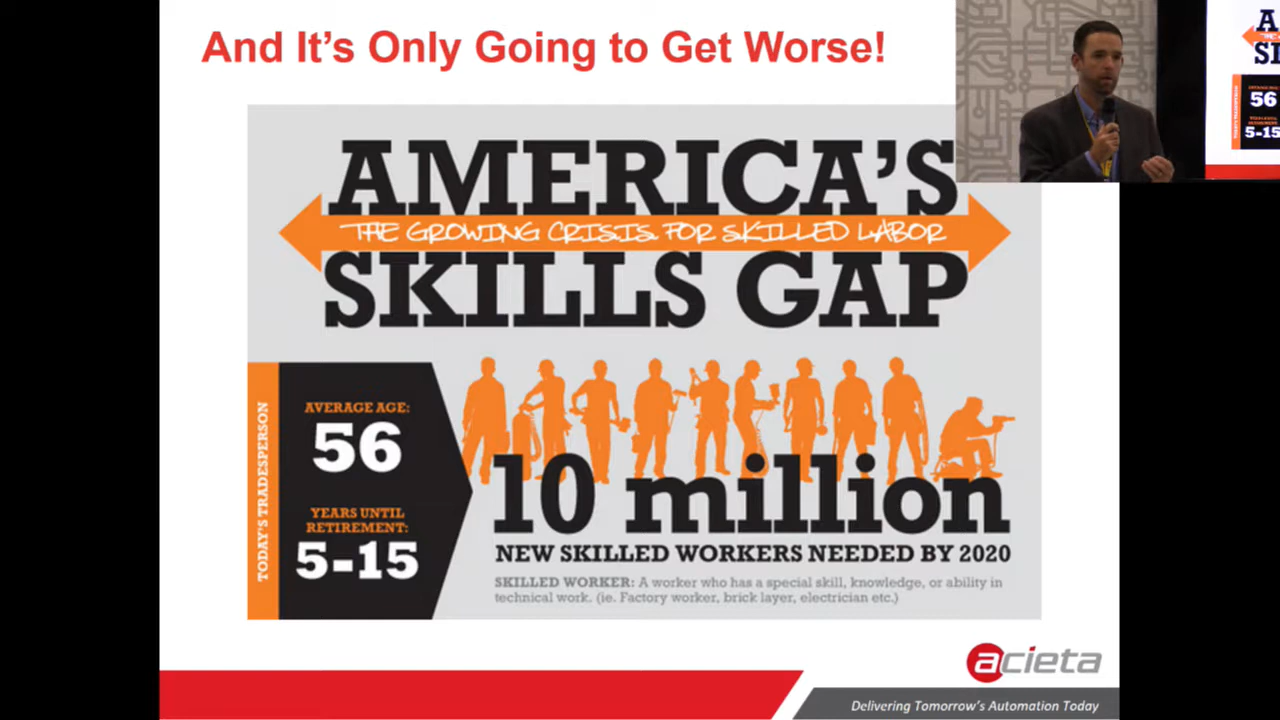 And It's Only Going to Get Worse!
AMERICA'S
THE GROWING CRISIS FOR SKILLED LABOR
SKILLS GAP
TODAY'S TRADESPERSON
AVERAGE AGE:
56
YEARS UNTIL
RETIREMENT:
5-15
10 million
NEW SKILLED WORKERS NEEDED BY 2020
SKILLED WORKER: A worker who has a special skill, knowledge, or ability in
technical work. (ie. Factory worker, brick layer, electrician etc.)
acieta
Delivering Tomorrow's Automation Today
56
5-15